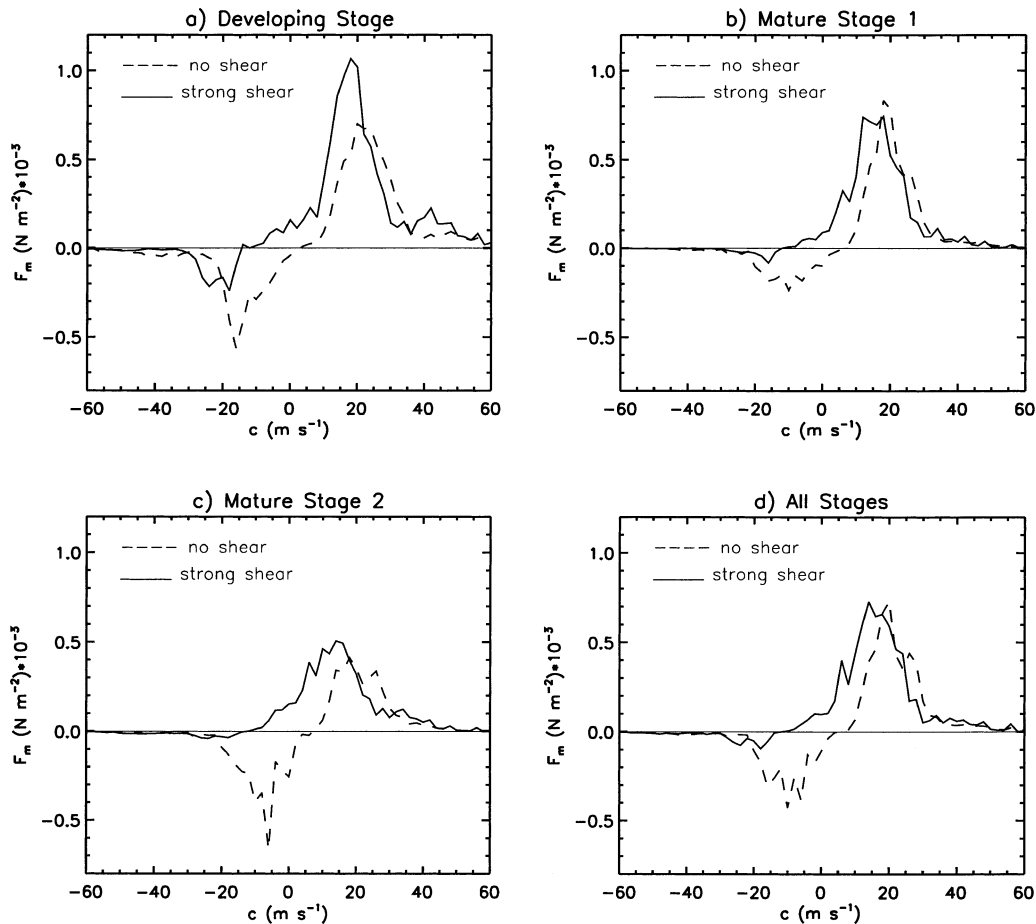 a) Developing Stage
no shear
strong shear
1.0
0.5
0.0
−0.5
F_m (N m⁻²)*10⁻³
−60 −40 −20 0 20 40 60
c (m s⁻¹)
b) Mature Stage 1
no shear
strong shear
1.0
0.5
0.0
−0.5
F_m (N m⁻²)*10⁻³
−60 −40 −20 0 20 40 60
c (m s⁻¹)
c) Mature Stage 2
no shear
strong shear
1.0
0.5
0.0
−0.5
F_m (N m⁻²)*10⁻³
−60 −40 −20 0 20 40 60
c (m s⁻¹)
d) All Stages
no shear
strong shear
1.0
0.5
0.0
−0.5
F_m (N m⁻²)*10⁻³
−60 −40 −20 0 20 40 60
c (m s⁻¹)